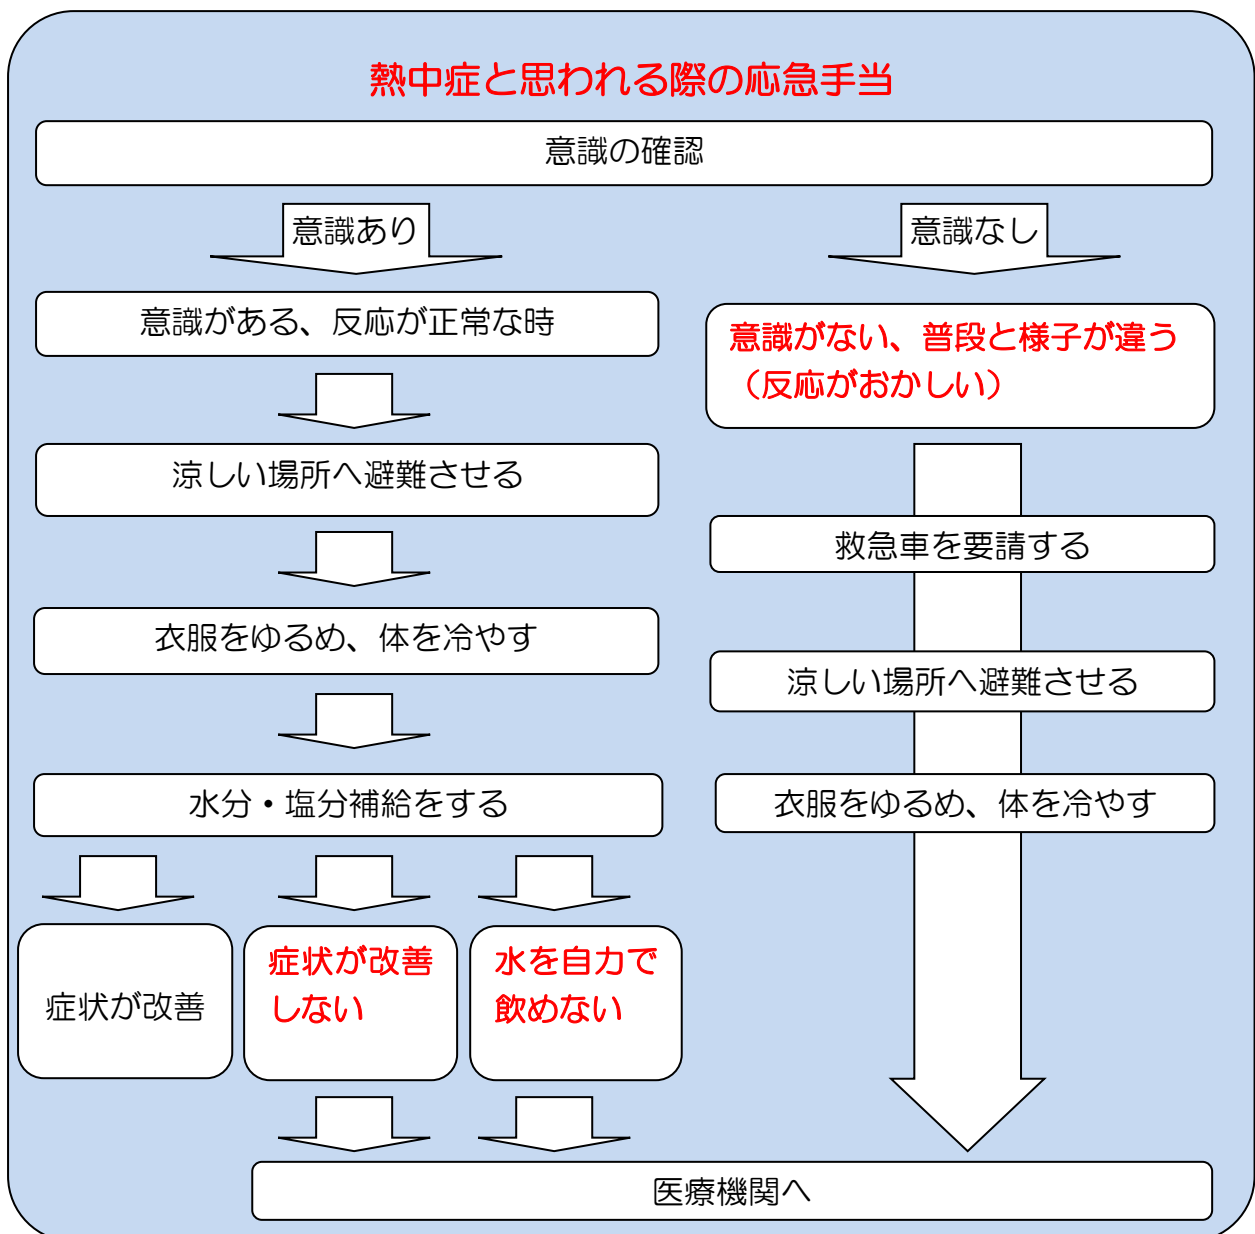 熱中症と思われる際の応急手当
意識の確認
意識あり
意識がある、反応が正常な時
涼しい場所へ避難させる
衣服をゆるめ、体を冷やす
水分・塩分補給をする
症状が改善
症状が改善
しない
水を自力で
飲めない
意識なし
意識がない、普段と様子が違う
（反応がおかしい）
救急車を要請する
涼しい場所へ避難させる
衣服をゆるめ、体を冷やす
医療機関へ